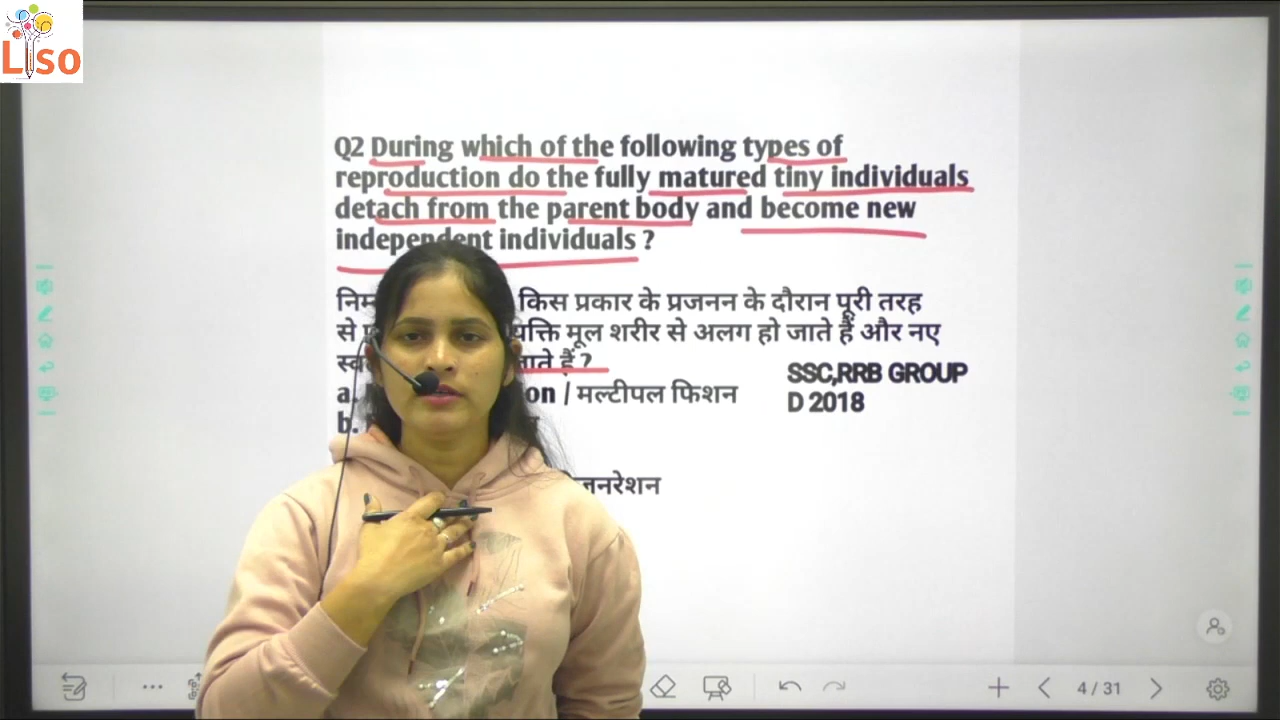 Liso
Q2 During which of the following types of
reproduction do the fully matured tiny individuals
detach from the parent body and become new
independent individuals ?
किस प्रकार के प्रजनन के दौरान पूरी तरह
से मूल शरीर से अलग हो जाते हैं और नए
हैं ?
a. / मल्टीपल फिशन
SSC,RRB GROUP
D 2018
b.
4 / 31